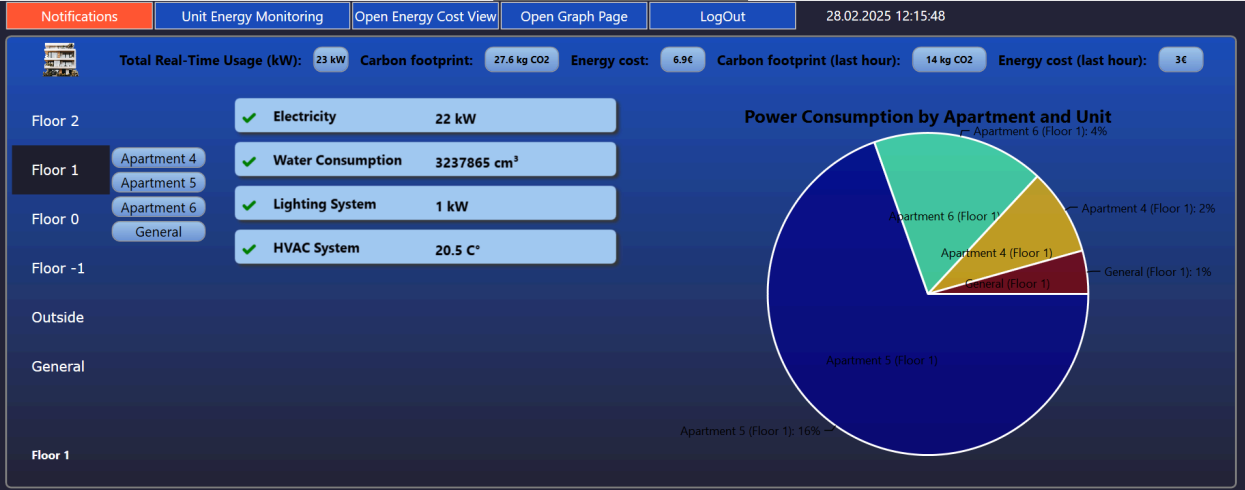 Notifications
Unit Energy Monitoring
Open Energy Cost View
Open Graph Page
LogOut
28.02.2025 12:15:48
Total Real-Time Usage (kW): 23 kW Carbon footprint: 27.6 kg CO2 Energy cost: 6.9€ Carbon footprint (last hour): 14 kg CO2 Energy cost (last hour): 3€
Floor 2
Floor 1
Floor 0
Floor -1
Outside
General
Floor 1
Apartment 4
Apartment 5
Apartment 6
General
Electricity 22 kW
Water Consumption 3237865 cm³
Lighting System 1 kW
HVAC System 20.5 C°
Power Consumption by Apartment and Unit
Apartment 6 (Floor 1): 4%
Apartment 4 (Floor 1): 2%
Apartment 6 (Floor 1)
Apartment 4 (Floor 1)
General (Floor 1): 1%
General (Floor 1)
Apartment 5 (Floor 1)
Apartment 5 (Floor 1): 16%